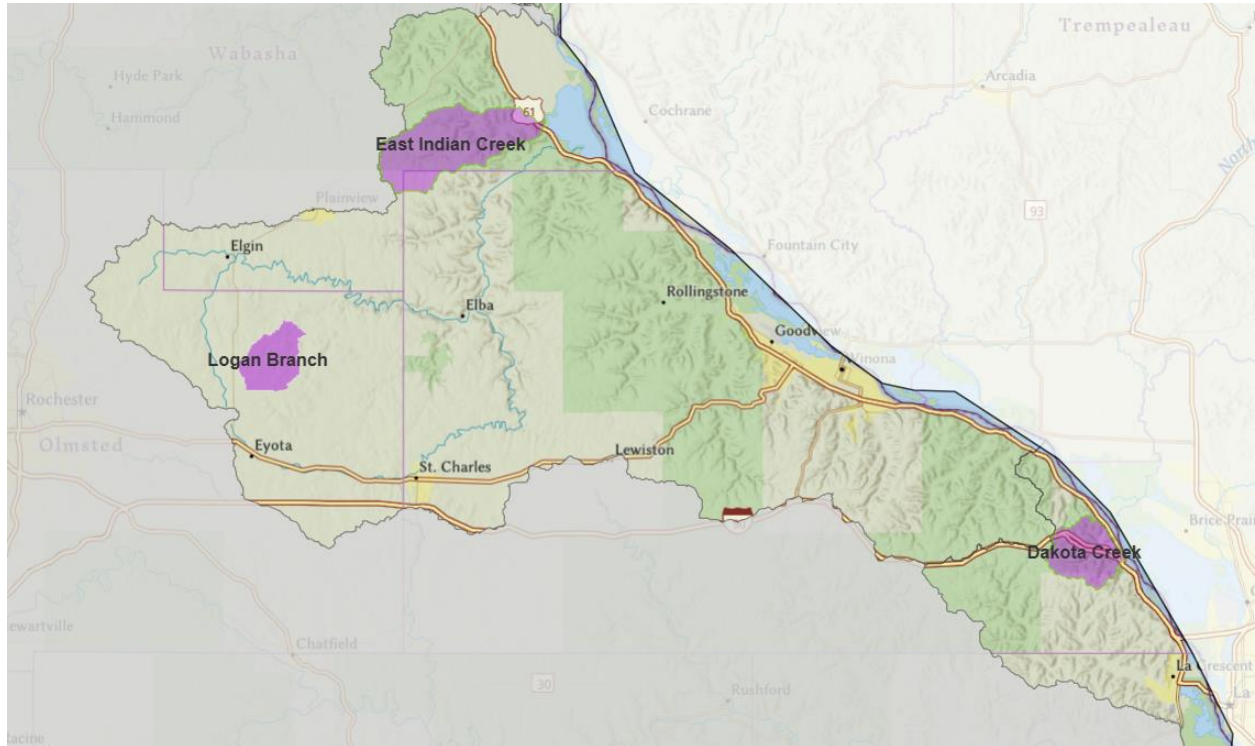 Wabasha
Trempealeau
Hyde Park
Arcadia
Hammond
Cochrane
61
East Indian Creek
North
Plainview
93
Elgin
Fountain City
Rollingstone
Elba
Goodview
Logan Branch
Winona
Rochester
Olmsted
Eyota
Lewiston
St. Charles
Brice Prai
Dakota Creek
ewartville
Chatfield
La Crescent
30
Rushford
La
Racine